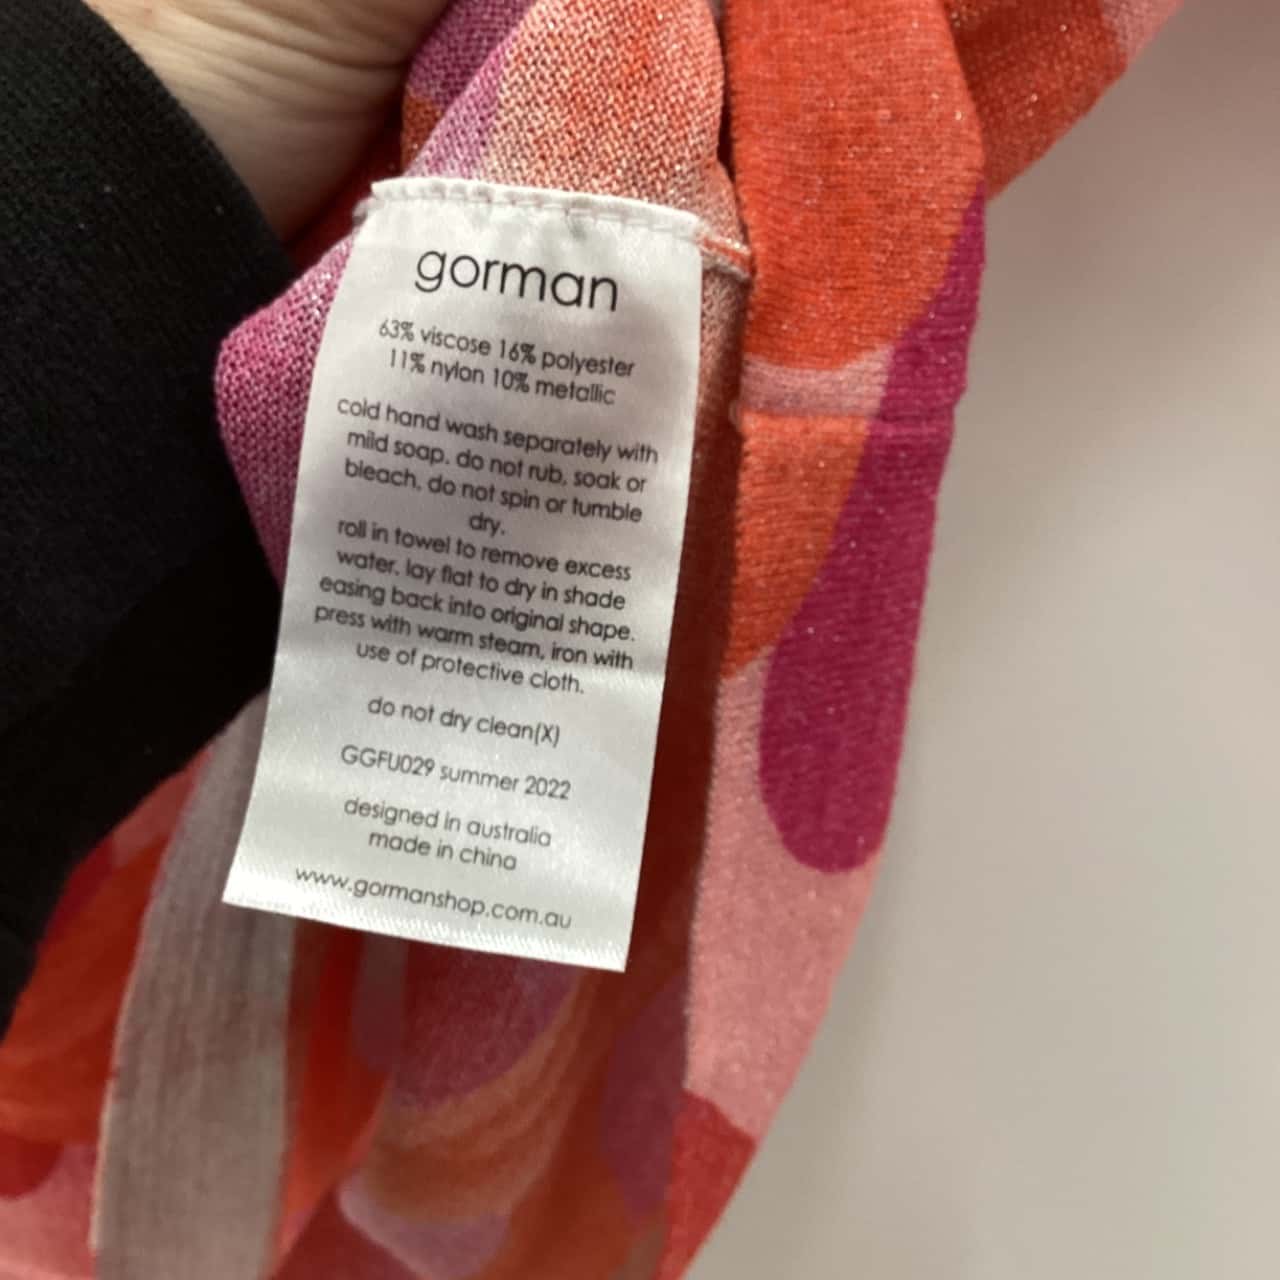 gorman
63% viscose 16% polyester
11% nylon 10% metallic
cold hand wash separately with
mild soap. do not rub, soak or
bleach, do not spin or tumble
dry.
roll in towel to remove excess
water. lay flat to dry in shade
easing back into original shape.
press with warm steam, iron with
use of protective cloth.
do not dry clean(X)
GGFU029 summer 2022
designed in australia
made in china
www.gormanshop.com.au